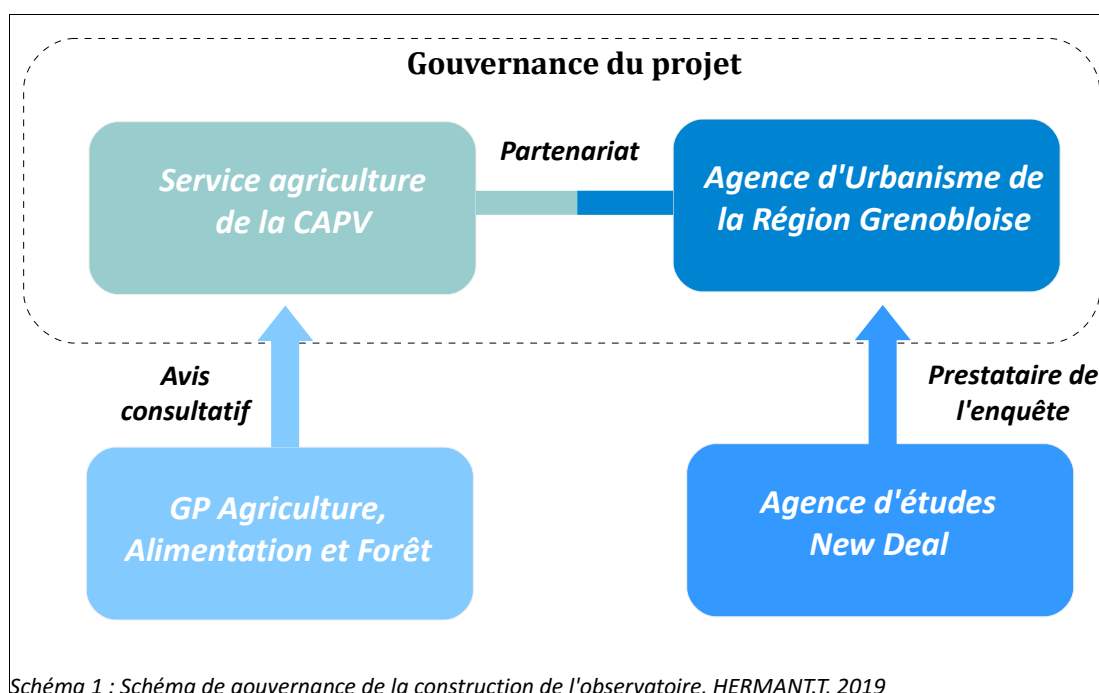 Gouvernance du projet
Service agriculture
de la CAPV
Partenariat
Agence d'Urbanisme de
la Région Grenobloise
Avis
consultatif
Prestataire de
l'enquête
GP Agriculture,
Alimentation et Forêt
Agence d'études
New Deal
Schéma 1 : Schéma de gouvernance de la construction de l'observatoire. HERMANT.T. 2019